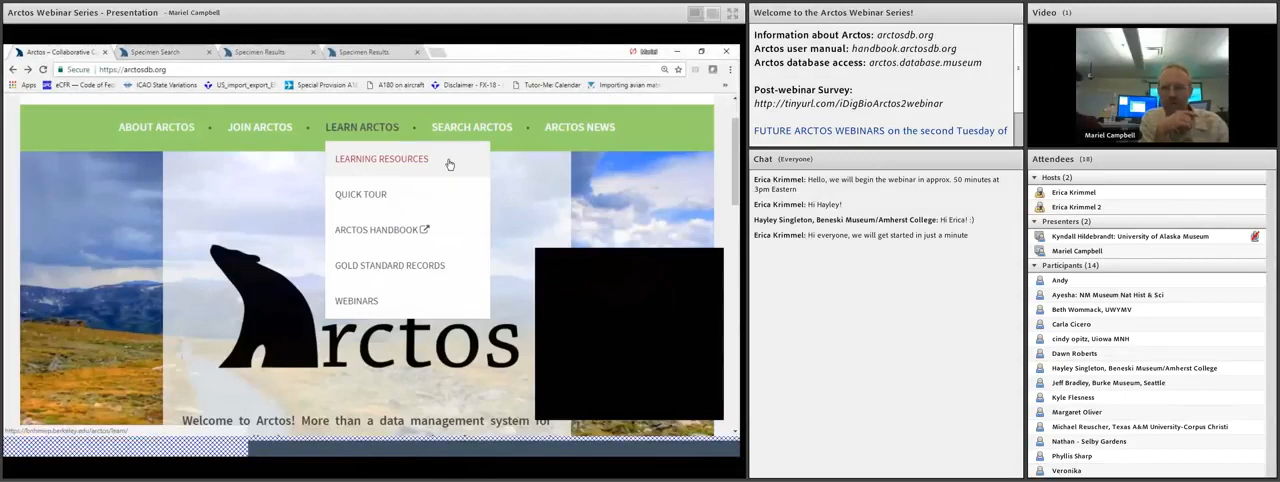 Arctos Webinar Series - Presentation - Mariel Campbell
Arctos – Collaborative C
Specimen Search
Specimen Results
Specimen Results
Mariel
Secure https://arctosdb.org
Apps
eCFR — Code of Fed
ICAO State Variations
US_import_export_E
Special Provision A18
A180 on aircraft
Tutor-Me: Calendar
Disclaimer - FX-18 -
Importing avian mate
ABOUT ARCTOS • JOIN ARCTOS • LEARN ARCTOS • SEARCH ARCTOS • ARCTOS NEWS
LEARNING RESOURCES
QUICK TOUR
ARCTOS HANDBOOK
GOLD STANDARD RECORDS
WEBINARS
rctos
Welcome to Arctos! More than a data management system for
Welcome to the Arctos Webinar Series!
Information about Arctos: arctosdb.org
Arctos user manual: handbook.arctosdb.org
Arctos database access: arctos.database.museum
Post-webinar Survey:
http://tinyurl.com/iDigBioArctos2webinar
FUTURE ARCTOS WEBINARS on the second Tuesday of
Chat (Everyone)
Erica Krimmel: Hello, we will begin the webinar in approx. 50 minutes at
3pm Eastern
Erica Krimmel: Hi Hayley!
Hayley Singleton, Beneski Museum/Amherst College: Hi Erica! :)
Erica Krimmel: Hi everyone, we will get started in just a minute
Video (1)
Mariel Campbell
Attendees (18)
Hosts (2)
Erica Krimmel
Erica Krimmel 2
Presenters (2)
Kyndall Hildebrandt: University of Alaska Museum
Mariel Campbell
Participants (14)
Andy
Ayesha: NM Museum Nat Hist & Sci
Beth Wommack, UWYMV
Carla Cicero
cindy opitz, UIowa MNH
Dawn Roberts
Hayley Singleton, Beneski Museum/Amherst College
Jeff Bradley, Burke Museum, Seattle
Kyle Flesness
Margaret Oliver
Michael Reuscher, Texas A&M University-Corpus Christi
Nathan - Selby Gardens
Phyllis Sharp
Veronika